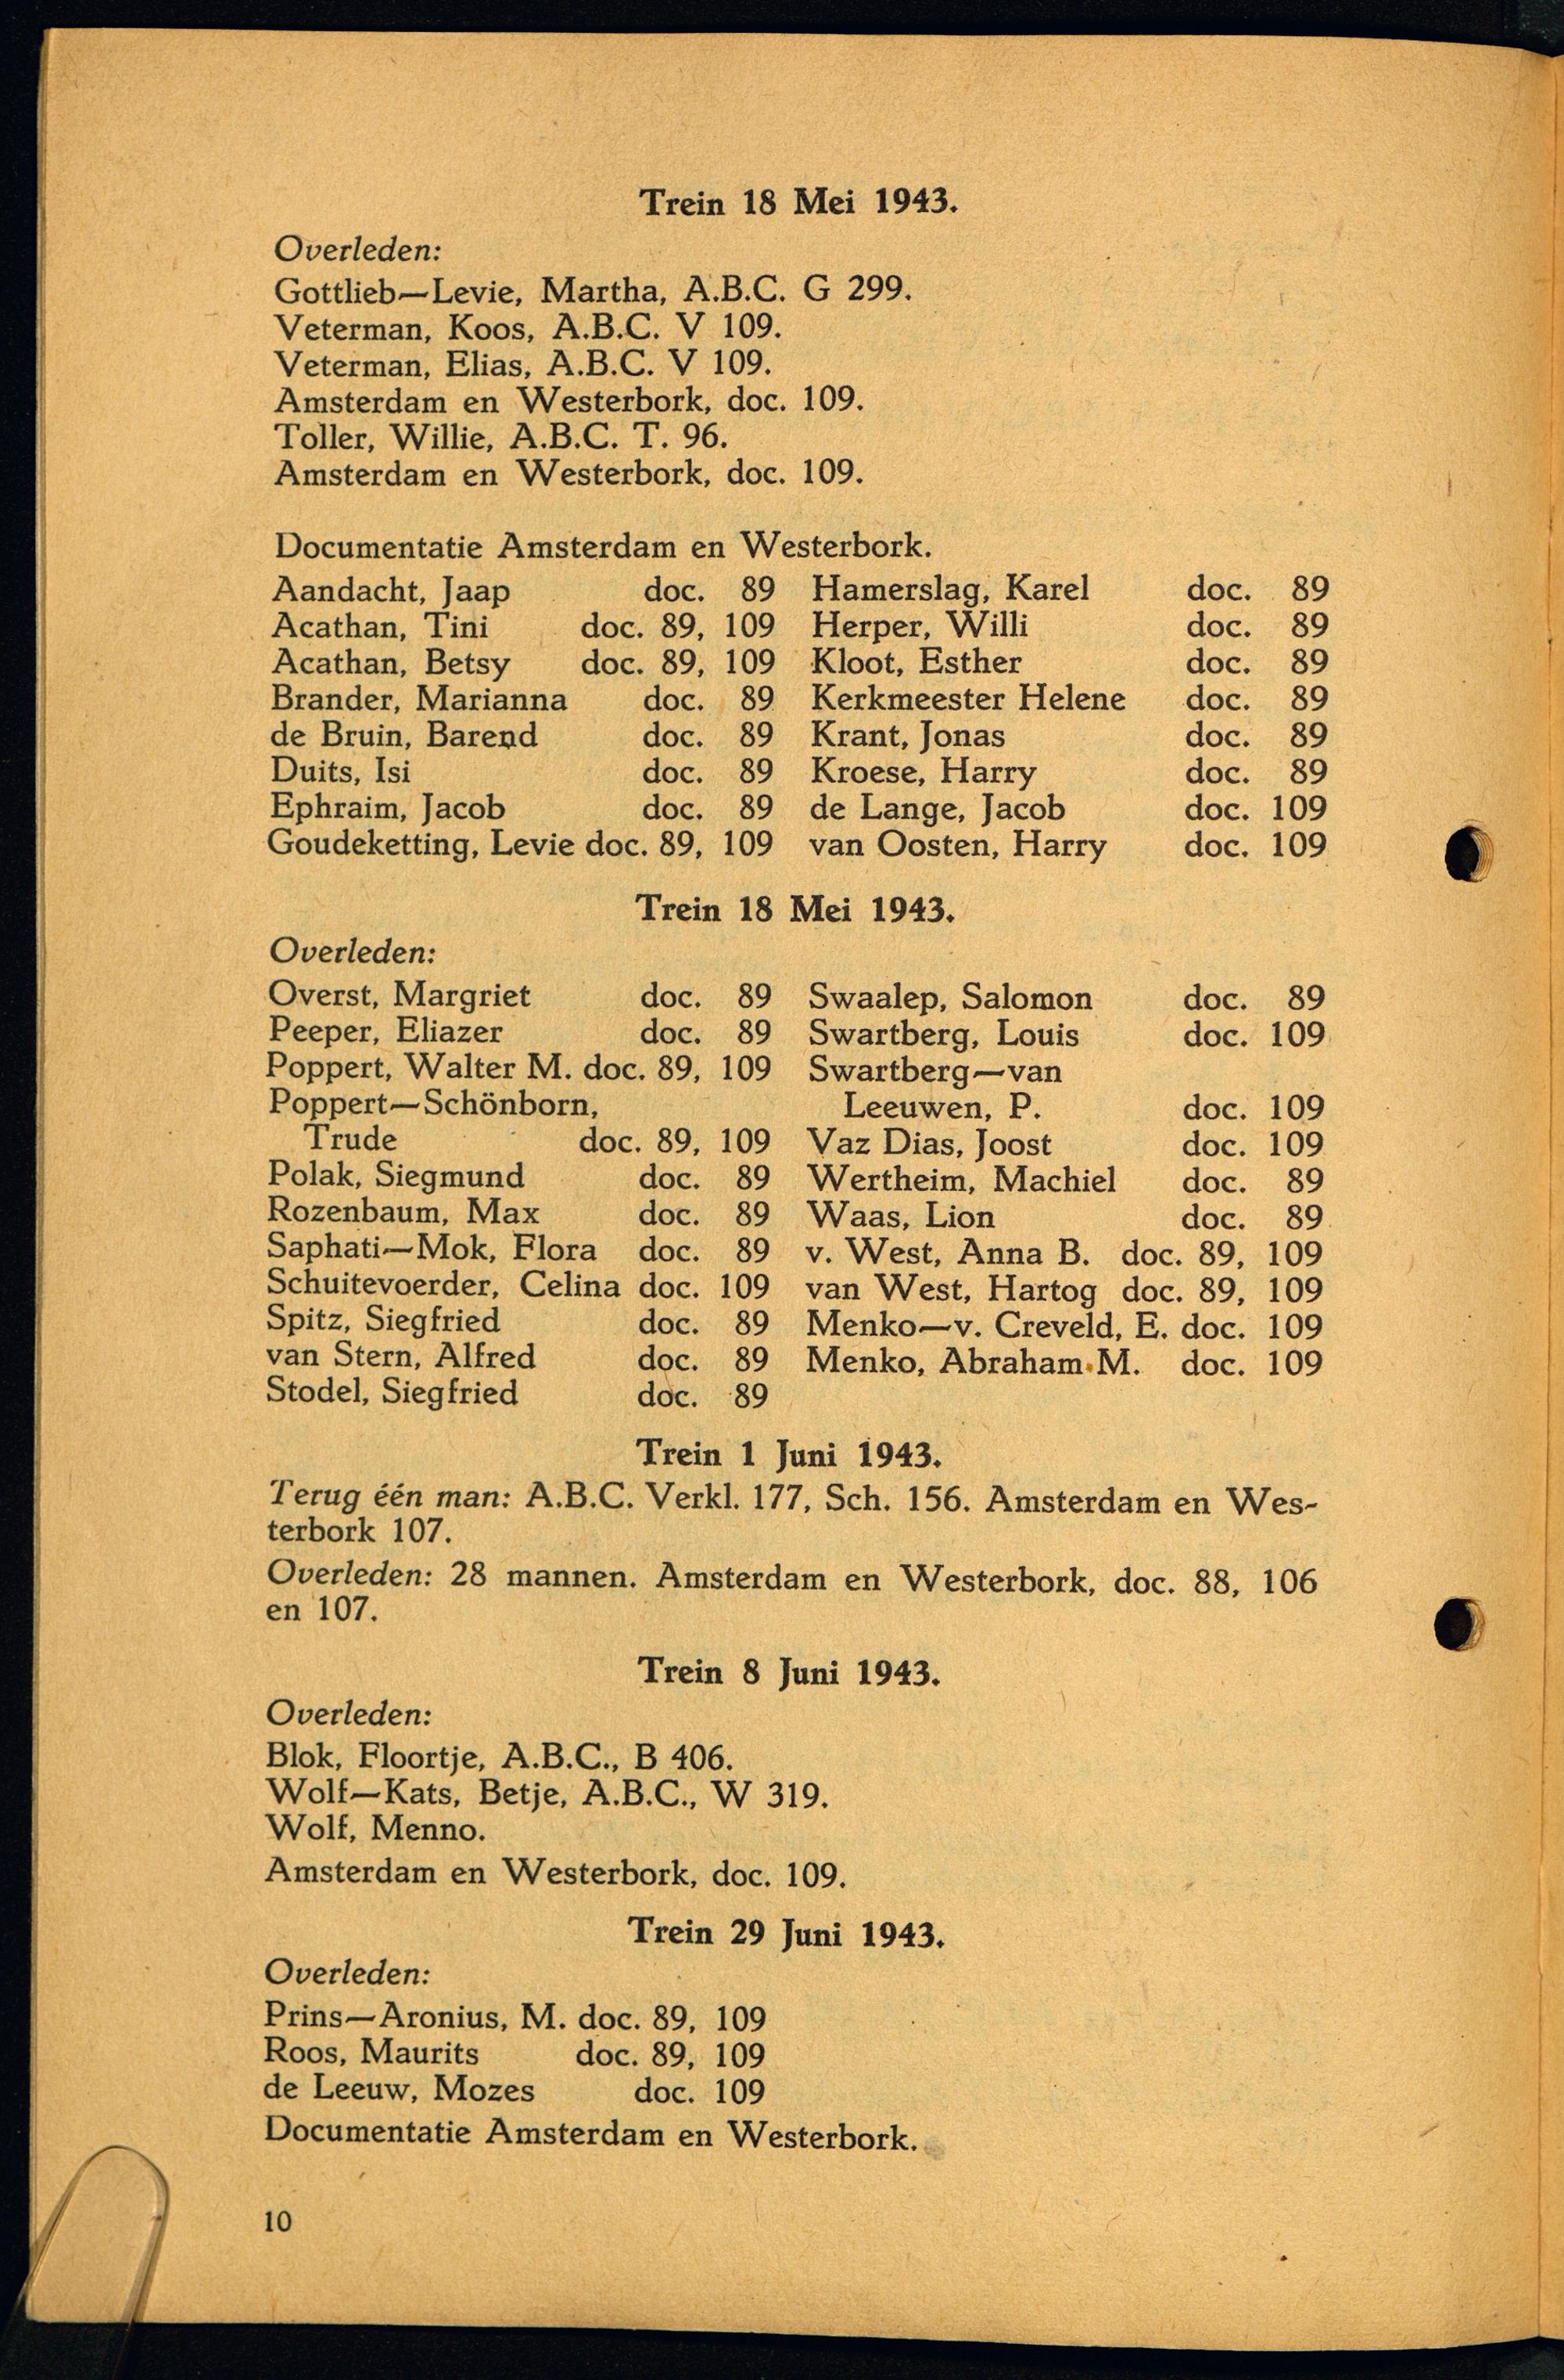 Trein 18 Mei 1943.
Overleden:
Gottlieb—Levie, Martha, A.B.C. G 299.
Veterman, Koos, A.B.C. V 109.
Veterman, Elias, A.B.C. V 109.
Amsterdam en Westerbork, doc. 109.
Toller, Willie, A.B.C. T. 96.
Amsterdam en Westerbork, doc. 109.
Documentatie Amsterdam en Westerbork.
Aandacht, Jaap doc. 89
Acathan, Tini doc. 89, 109
Acathan, Betsy doc. 89, 109
Brander, Marianna doc. 89
de Bruin, Barend doc. 89
Duits, Isi doc. 89
Ephraim, Jacob doc. 89
Goudeketting, Levie doc. 89, 109
Hamerslag, Karel doc. 89
Herper, Willi doc. 89
Kloot, Esther doc. 89
Kerkmeester Helene doc. 89
Krant, Jonas doc. 89
Kroese, Harry doc. 89
de Lange, Jacob doc. 109
van Oosten, Harry doc. 109
Trein 18 Mei 1943.
Overleden:
Overst, Margriet doc. 89
Peeper, Eliazer doc. 89
Poppert, Walter M. doc. 89, 109
Poppert—Schönborn,
Trude doc. 89, 109
Polak, Siegmund doc. 89
Rozenbaum, Max doc. 89
Saphati—Mok, Flora doc. 89
Schuitevoerder, Celina doc. 109
Spitz, Siegfried doc. 89
van Stern, Alfred doc. 89
Stodel, Siegfried doc. 89
Swaalep, Salomon doc. 89
Swartberg, Louis doc. 109
Swartberg—van
Leeuwen, P. doc. 109
Vaz Dias, Joost doc. 109
Wertheim, Machiel doc. 89
Waas, Lion doc. 89
v. West, Anna B. doc. 89, 109
van West, Hartog doc. 89, 109
Menko—v. Creveld, E. doc. 109
Menko, Abraham M. doc. 109
Trein 1 Juni 1943.
Terug één man: A.B.C. Verkl. 177, Sch. 156. Amsterdam en Wes-
terbork 107.
Overleden: 28 mannen. Amsterdam en Westerbork, doc. 88, 106
en 107.
Trein 8 Juni 1943.
Overleden:
Blok, Floortje, A.B.C., B 406.
Wolf—Kats, Betje, A.B.C., W 319.
Wolf, Menno.
Amsterdam en Westerbork, doc. 109.
Trein 29 Juni 1943.
Overleden:
Prins—Aronius, M. doc. 89, 109
Roos, Maurits doc. 89, 109
de Leeuw, Mozes doc. 109
Documentatie Amsterdam en Westerbork.
10